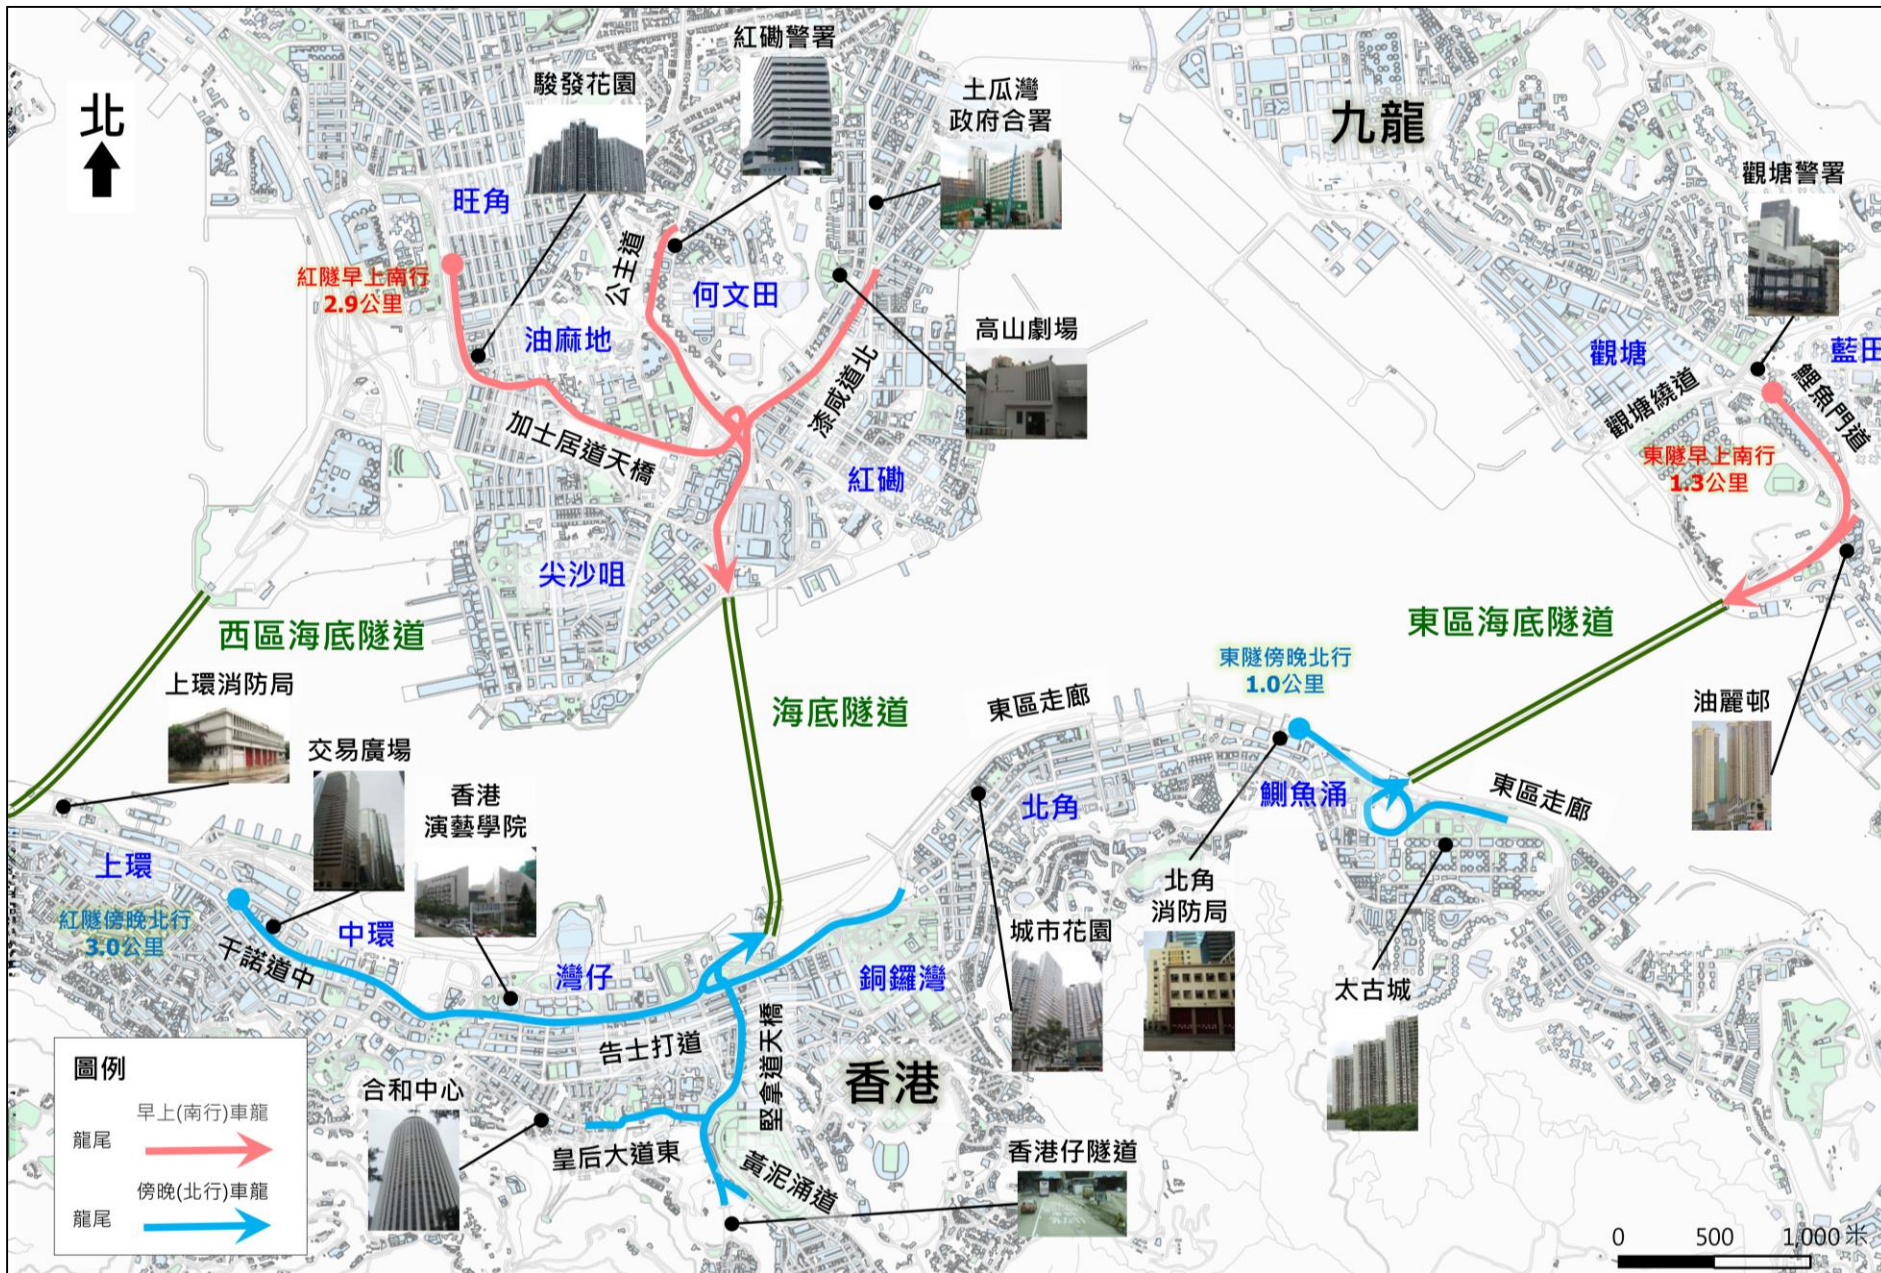 北
駿發花園
紅磡警署
土瓜灣
政府合署
九龍
觀塘警署
旺角
公主道
紅隧早上南行
2.9公里
何文田
油麻地
高山劇場
漆咸道北
觀塘
藍田
觀塘繞道
鯉魚門道
加士居道天橋
紅磡
東隧早上南行
1.3公里
尖沙咀
西區海底隧道
東區海底隧道
上環消防局
海底隧道
東區走廊
東隧傍晚北行
1.0公里
油麗邨
交易廣場
香港
演藝學院
北角
鰂魚涌
東區走廊
上環
紅隧傍晚北行
3.0公里
中環
干諾道中
灣仔
銅鑼灣
城市花園
北角
消防局
太古城
告士打道
堅拿道天橋
香港
合和中心
皇后大道東
黃泥涌道
香港仔隧道
圖例
早上(南行)車龍
龍尾
傍晚(北行)車龍
龍尾
0 500 1,000 米